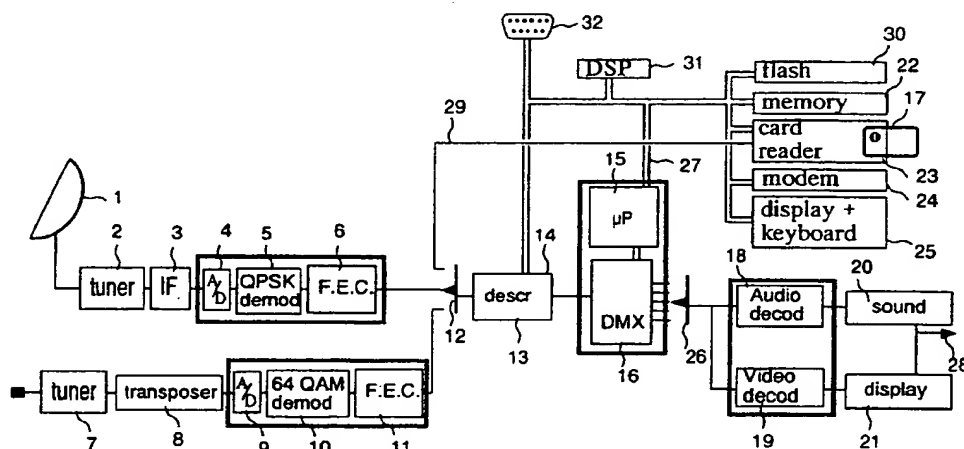 32
30
DSP
31
flash
22
memory
17
29
card
reader
23
15
27
modem
24
1
µP
display +
keyboard
25
2
3
4
5
6
14
18
20
tuner
IF
A/D
QPSK
demod
F.E.C.
descr
DMX
Audio
decod
sound
12
13
16
26
28
tuner
transposer
A/D
64 QAM
demod
F.E.C.
Video
decod
display
7
8
9
10
11
19
21